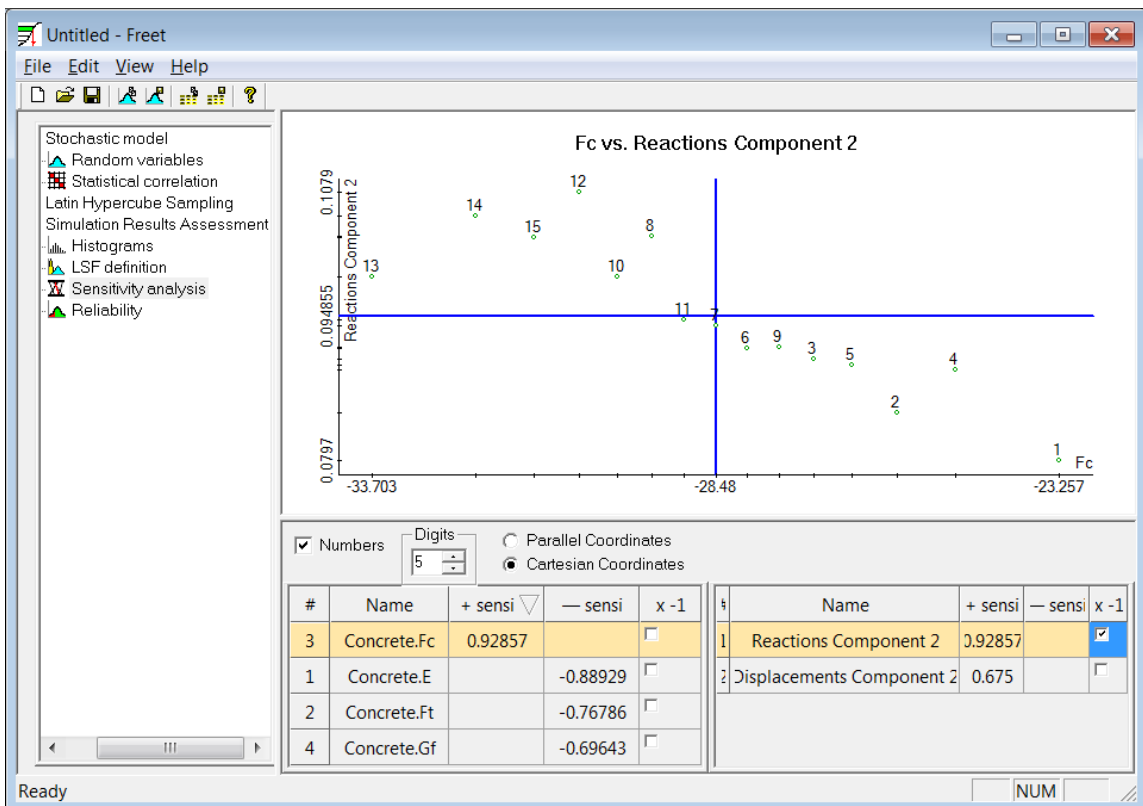 Untitled - Freet
File Edit View Help
Stochastic model
Random variables
Statistical correlation
Latin Hypercube Sampling
Simulation Results Assessment
Histograms
LSF definition
Sensitivity analysis
Reliability
Fc vs. Reactions Component 2
0.1079
0.094855
0.0797
Reactions Component 2
12
14
15
8
13
10
11
7
6
9
3
5
4
2
1
Fc
-33.703
-28.48
-23.257
Numbers
Digits
5
Parallel Coordinates
Cartesian Coordinates
# Name + sensi — sensi x -1
3 Concrete.Fc 0.92857
1 Concrete.E -0.88929
2 Concrete.Ft -0.76786
4 Concrete.Gf -0.69643
Name + sensi — sensi x -1
1 Reactions Component 2 0.92857
2 Displacements Component 2 0.675
Ready
NUM